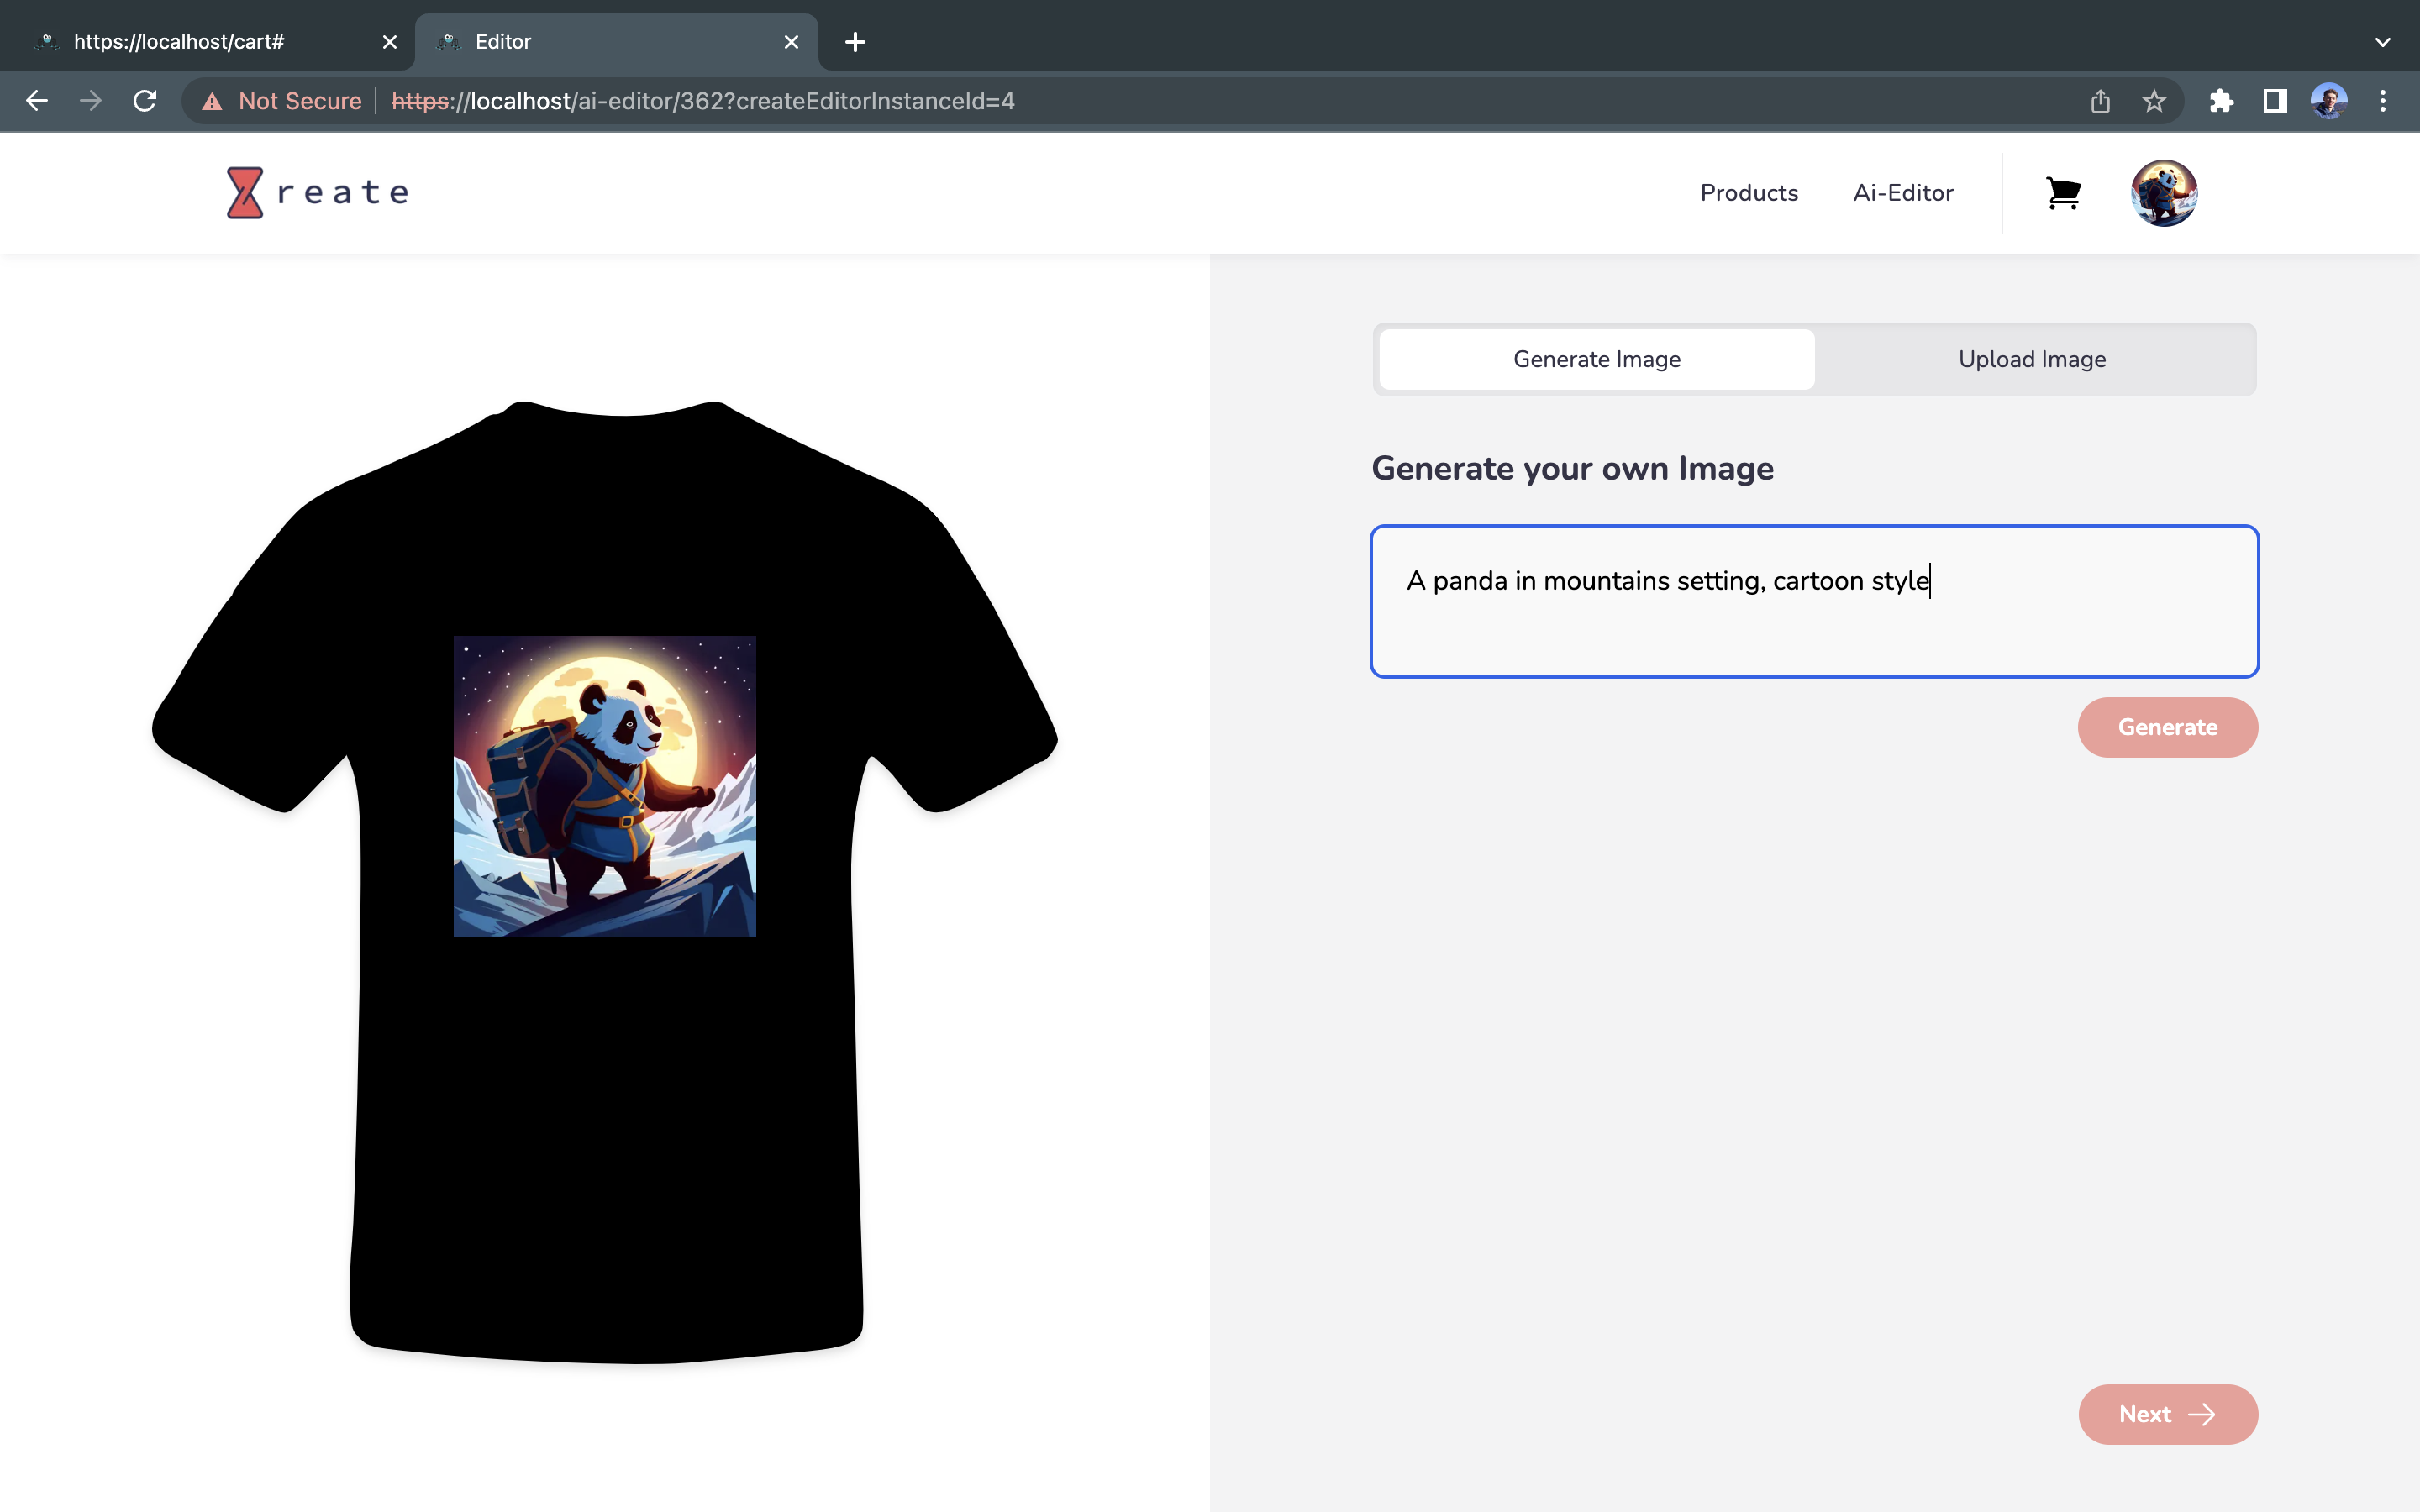 https://localhost/cart#
Editor
Not Secure
https://localhost/ai-editor/362?createEditorInstanceId=4
reate
Products
Ai-Editor
Generate Image
Upload Image
Generate your own Image
A panda in mountains setting, cartoon style
Generate
Next